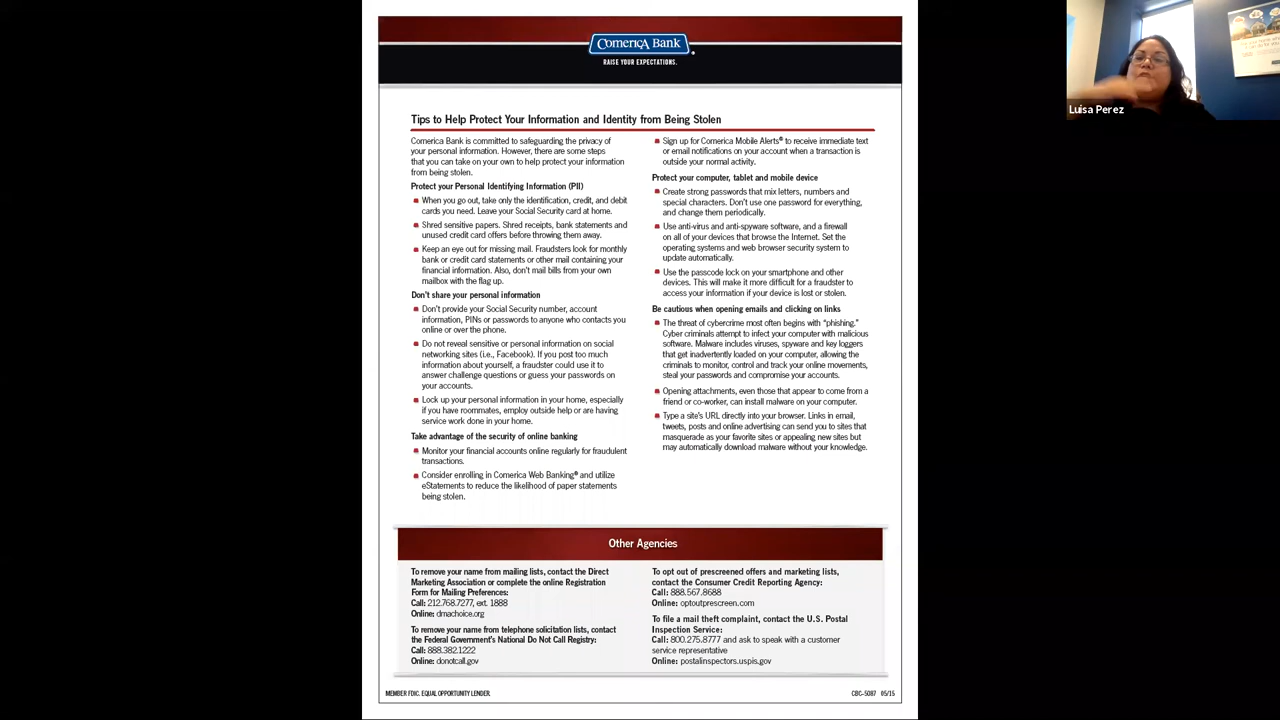 Comerica Bank
RAISE YOUR EXPECTATIONS.
Luisa Perez
Tips to Help Protect Your Information and Identity from Being Stolen
Comerica Bank is committed to safeguarding the privacy of
your personal information. However, there are some steps
that you can take on your own to help protect your information
from being stolen.
Protect your Personal Identifying Information (PII)
When you go out, take only the identification, credit, and debit
cards you need. Leave your Social Security card at home.
Shred sensitive papers. Shred receipts, bank statements and
unused credit card offers before throwing them away.
Keep an eye out for missing mail. Fraudsters look for monthly
bank or credit card statements or other mail containing your
financial information. Also, don't mail bills from your own
mailbox with the flag up.
Don't share your personal information
Don't provide your Social Security number, account
information, PINs or passwords to anyone who contacts you
online or over the phone.
Do not reveal sensitive or personal information on social
networking sites (i.e., Facebook). If you post too much
information about yourself, a fraudster could use it to
answer challenge questions or guess your passwords on
your accounts.
Lock up your personal information in your home, especially
if you have roommates, employ outside help or are having
service work done in your home.
Take advantage of the security of online banking
Monitor your financial accounts online regularly for fraudulent
transactions.
Consider enrolling in Comerica Web Banking® and utilize
eStatements to reduce the likelihood of paper statements
being stolen.
Sign up for Comerica Mobile Alerts® to receive immediate text
or email notifications on your account when a transaction is
outside your normal activity.
Protect your computer, tablet and mobile device
Create strong passwords that mix letters, numbers and
special characters. Don't use one password for everything,
and change them periodically.
Use anti-virus and anti-spyware software, and a firewall
on all of your devices that browse the Internet. Set the
operating systems and web browser security system to
update automatically.
Use the passcode lock on your smartphone and other
devices. This will make it more difficult for a fraudster to
access your information if your device is lost or stolen.
Be cautious when opening emails and clicking on links
The threat of cybercrime most often begins with "phishing."
Cyber criminals attempt to infect your computer with malicious
software. Malware includes viruses, spyware and key loggers
that get inadvertently loaded on your computer, allowing the
criminals to monitor, control and track your online movements,
steal your passwords and compromise your accounts.
Opening attachments, even those that appear to come from a
friend or co-worker, can install malware on your computer.
Type a site's URL directly into your browser. Links in email,
tweets, posts and online advertising can send you to sites that
masquerade as your favorite sites or appealing new sites but
may automatically download malware without your knowledge.
Other Agencies
To remove your name from mailing lists, contact the Direct
Marketing Association or complete the online Registration
Form for Mailing Preferences:
Call: 212.768.7277, ext. 1888
Online: dmachoice.org
To remove your name from telephone solicitation lists, contact
the Federal Government's National Do Not Call Registry:
Call: 888.382.1222
Online: donotcall.gov
To opt out of prescreened offers and marketing lists,
contact the Consumer Credit Reporting Agency:
Call: 888.567.8688
Online: optoutprescreen.com
To file a mail theft complaint, contact the U.S. Postal
Inspection Service:
Call: 800.275.8777 and ask to speak with a customer
service representative
Online: postalinspectors.uspis.gov
MEMBER FDIC. EQUAL OPPORTUNITY LENDER.
CBC-5087 05/15